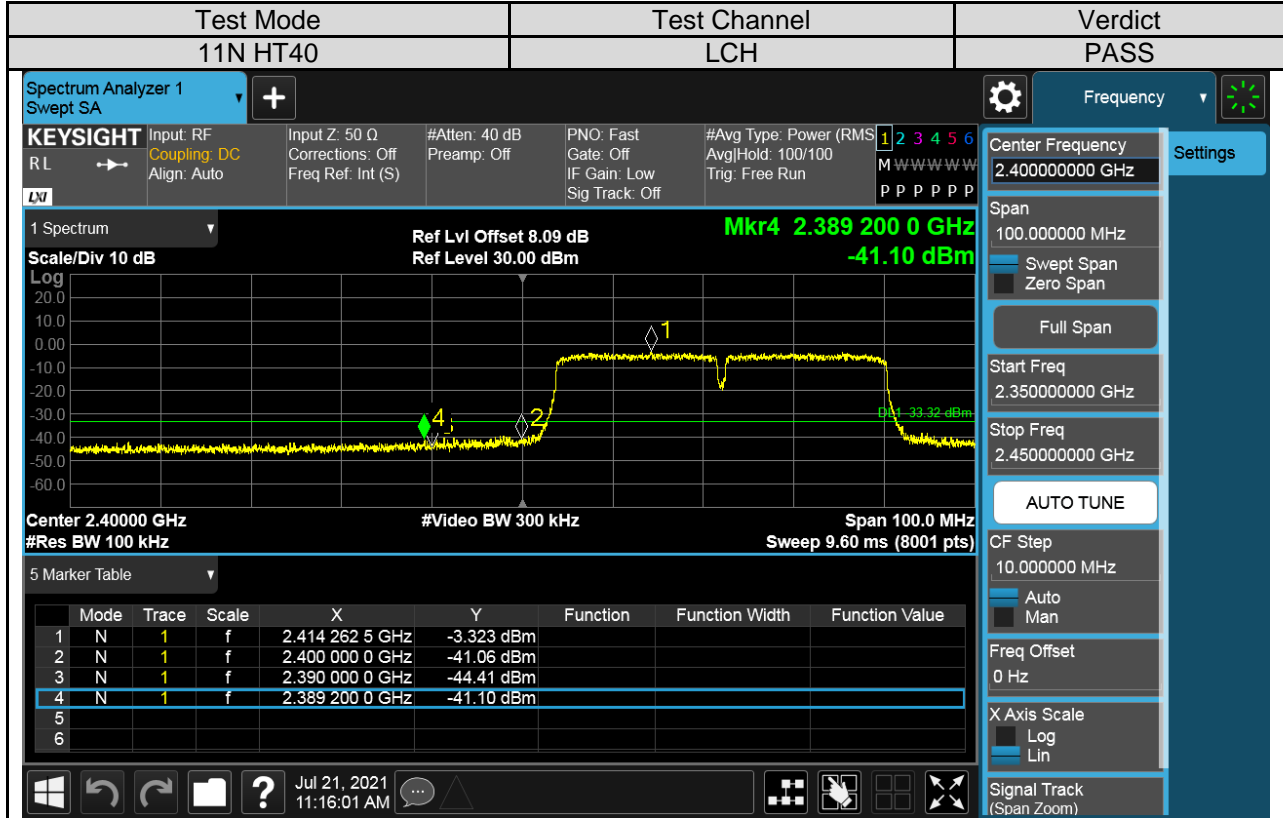 Test Mode Test Channel Verdict
11N HT40 LCH PASS
Spectrum Analyzer 1
Swept SA
+
Frequency
KEYSIGHT Input: RF Input Z: 50 Ω #Atten: 40 dB PNO: Fast #Avg Type: Power (RMS 1 2 3 4 5 6
R L Coupling: DC Corrections: Off Preamp: Off Gate: Off Avg|Hold: 100/100 M W W W W W
Align: Auto Freq Ref: Int (S) IF Gain: Low Trig: Free Run
LXI Sig Track: Off P P P P P P
1 Spectrum
Ref Lvl Offset 8.09 dB
Mkr4 2.389 200 0 GHz
Scale/Div 10 dB Ref Level 30.00 dBm -41.10 dBm
Log
20.0
10.0
0.00
-10.0
-20.0
-30.0
-40.0
-50.0
-60.0
1
4
2
DL1 -33.32 dBm
Center 2.40000 GHz #Video BW 300 kHz Span 100.0 MHz
#Res BW 100 kHz Sweep 9.60 ms (8001 pts)
5 Marker Table
Mode Trace Scale X Y Function Function Width Function Value
1 N 1 f 2.414 262 5 GHz -3.323 dBm
2 N 1 f 2.400 000 0 GHz -41.06 dBm
3 N 1 f 2.390 000 0 GHz -44.41 dBm
4 N 1 f 2.389 200 0 GHz -41.10 dBm
5
6
?
Jul 21, 2021
11:16:01 AM
Center Frequency
2.400000000 GHz
Settings
Span
100.000000 MHz
Swept Span
Zero Span
Full Span
Start Freq
2.350000000 GHz
Stop Freq
2.450000000 GHz
AUTO TUNE
CF Step
10.000000 MHz
Auto
Man
Freq Offset
0 Hz
X Axis Scale
Log
Lin
Signal Track
(Span Zoom)